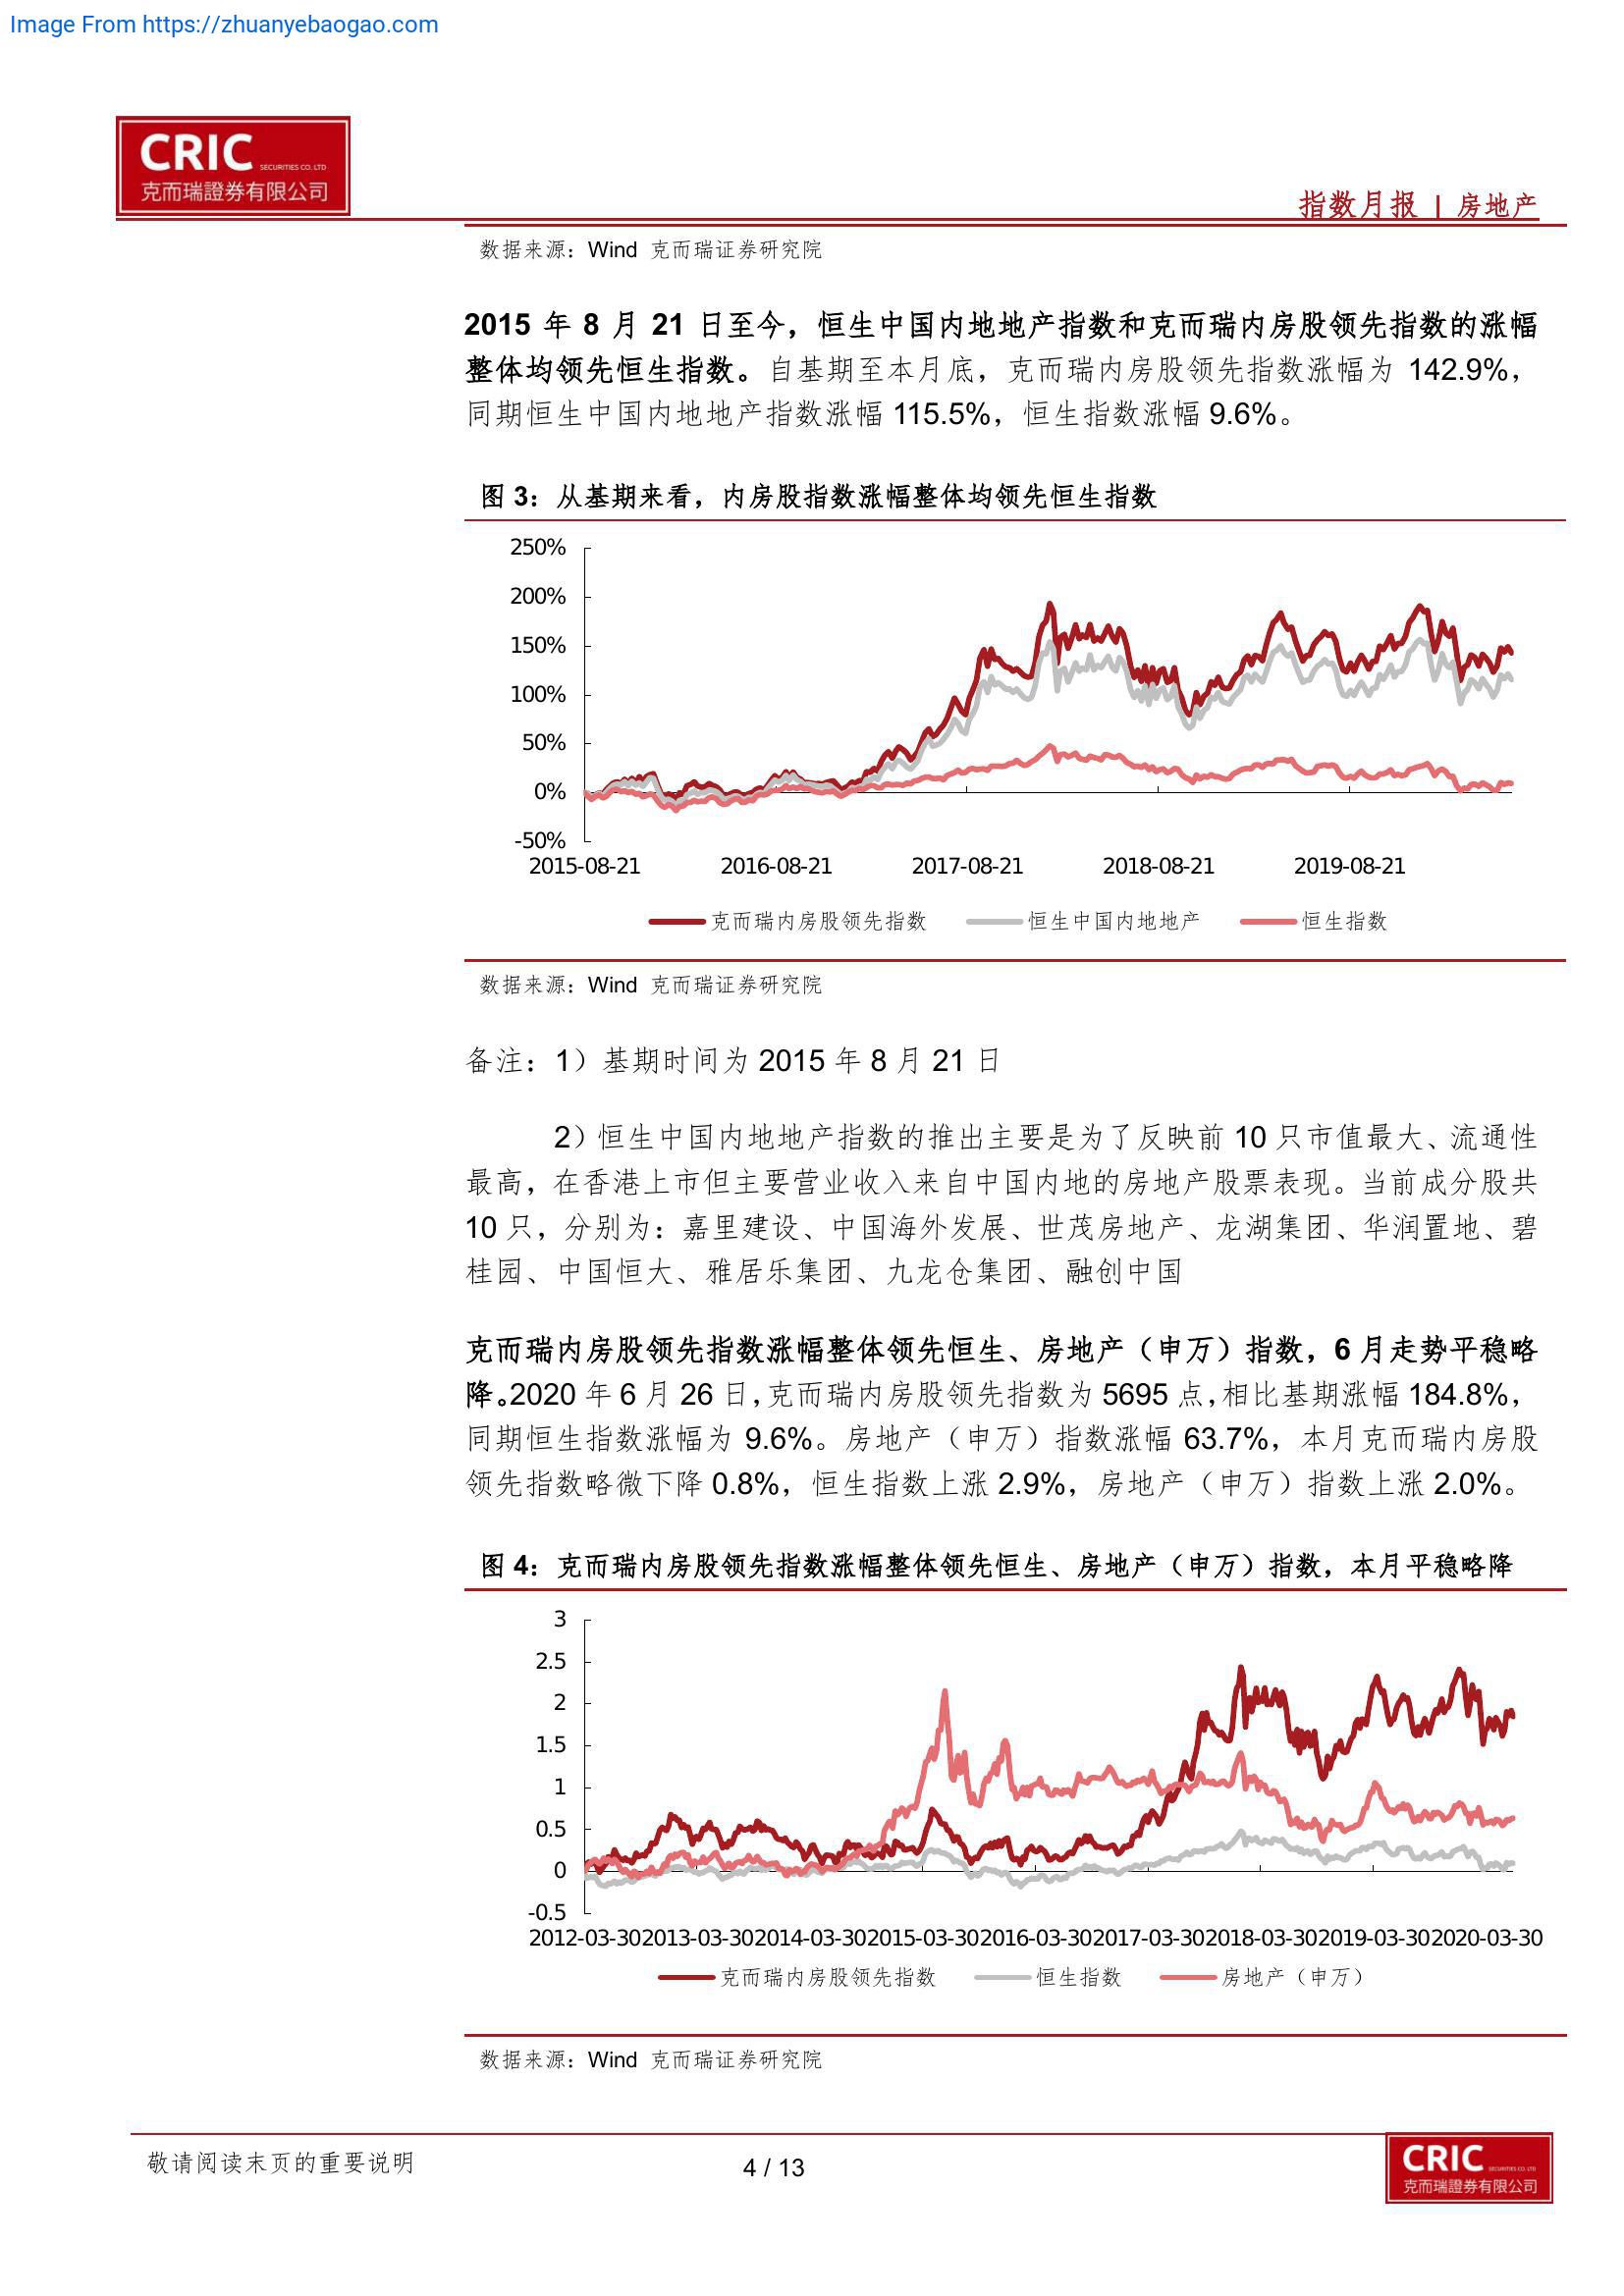 Image From https://zhuanyebaogao.com
CRIC SECURITIES CO. LTD
克而瑞證券有限公司
指数月报 | 房地产
数据来源：Wind 克而瑞证券研究院
2015 年 8 月 21 日至今，恒生中国内地地产指数和克而瑞内房股领先指数的涨幅
整体均领先恒生指数。自基期至本月底，克而瑞内房股领先指数涨幅为 142.9%，
同期恒生中国内地地产指数涨幅 115.5%，恒生指数涨幅 9.6%。
图 3：从基期来看，内房股指数涨幅整体均领先恒生指数
250%
200%
150%
100%
50%
0%
-50%
2015-08-21 2016-08-21 2017-08-21 2018-08-21 2019-08-21
克而瑞内房股领先指数 恒生中国内地地产 恒生指数
数据来源：Wind 克而瑞证券研究院
备注：1）基期时间为 2015 年 8 月 21 日
2）恒生中国内地地产指数的推出主要是为了反映前 10 只市值最大、流通性
最高，在香港上市但主要营业收入来自中国内地的房地产股票表现。当前成分股共
10 只，分别为：嘉里建设、中国海外发展、世茂房地产、龙湖集团、华润置地、碧
桂园、中国恒大、雅居乐集团、九龙仓集团、融创中国
克而瑞内房股领先指数涨幅整体领先恒生、房地产（申万）指数，6 月走势平稳略
降。2020 年 6 月 26 日，克而瑞内房股领先指数为 5695 点，相比基期涨幅 184.8%，
同期恒生指数涨幅为 9.6%。房地产（申万）指数涨幅 63.7%，本月克而瑞内房股
领先指数略微下降 0.8%，恒生指数上涨 2.9%，房地产（申万）指数上涨 2.0%。
图 4：克而瑞内房股领先指数涨幅整体领先恒生、房地产（申万）指数，本月平稳略降
3
2.5
2
1.5
1
0.5
0
-0.5
2012-03-30 2013-03-30 2014-03-30 2015-03-30 2016-03-30 2017-03-30 2018-03-30 2019-03-30 2020-03-30
克而瑞内房股领先指数 恒生指数 房地产（申万）
数据来源：Wind 克而瑞证券研究院
敬请阅读末页的重要说明
4 / 13
CRIC SECURITIES CO. LTD
克而瑞證券有限公司